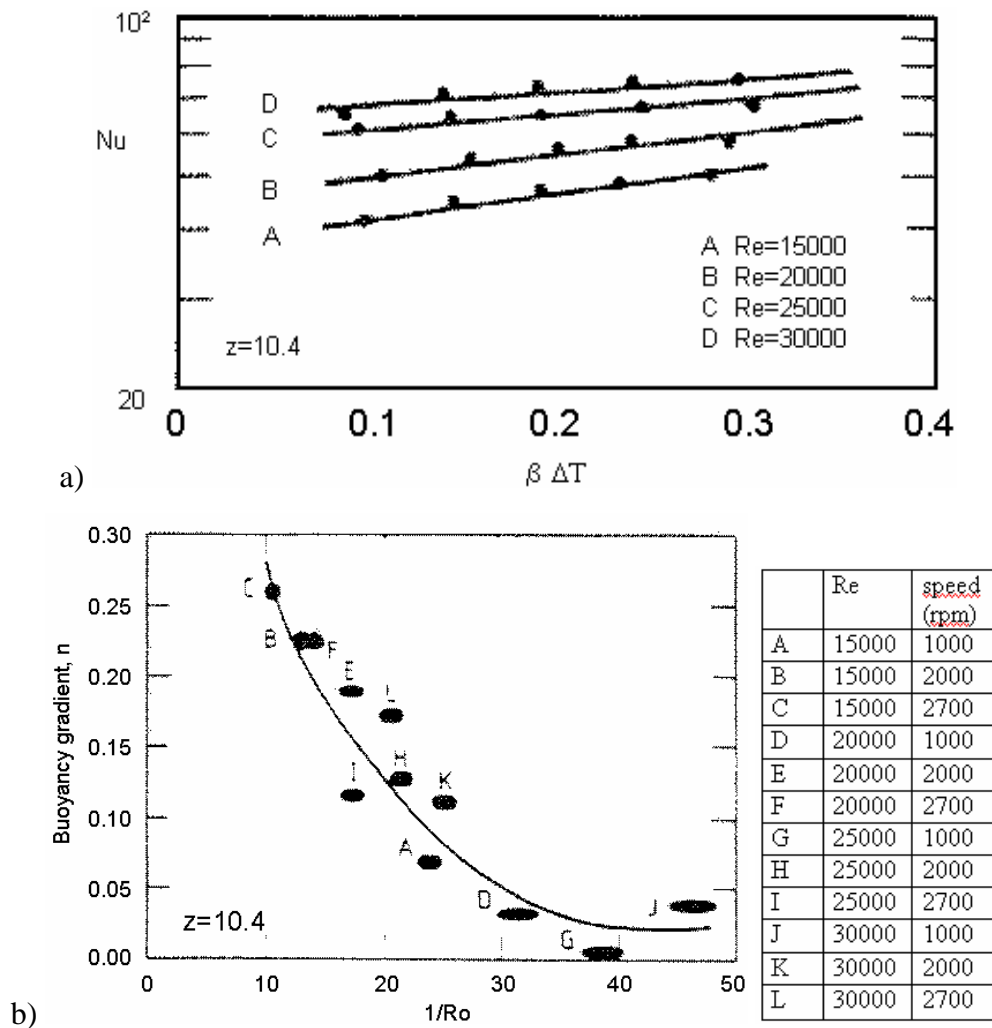 10²
Nu
D
C
B
A
A Re=15000
B Re=20000
C Re=25000
D Re=30000
z=10.4
20
0 0.1 0.2 0.3 0.4
β ΔT
a)
0.30
0.25
0.20
0.15
0.10
0.05
0.00
Buoyancy gradient, n
C
B
F
E
L
I
H
K
A
D
G
J
z=10.4
0 10 20 30 40 50
1/Ro
b)
Re speed (rpm)
A 15000 1000
B 15000 2000
C 15000 2700
D 20000 1000
E 20000 2000
F 20000 2700
G 25000 1000
H 25000 2000
I 25000 2700
J 30000 1000
K 30000 2000
L 30000 2700